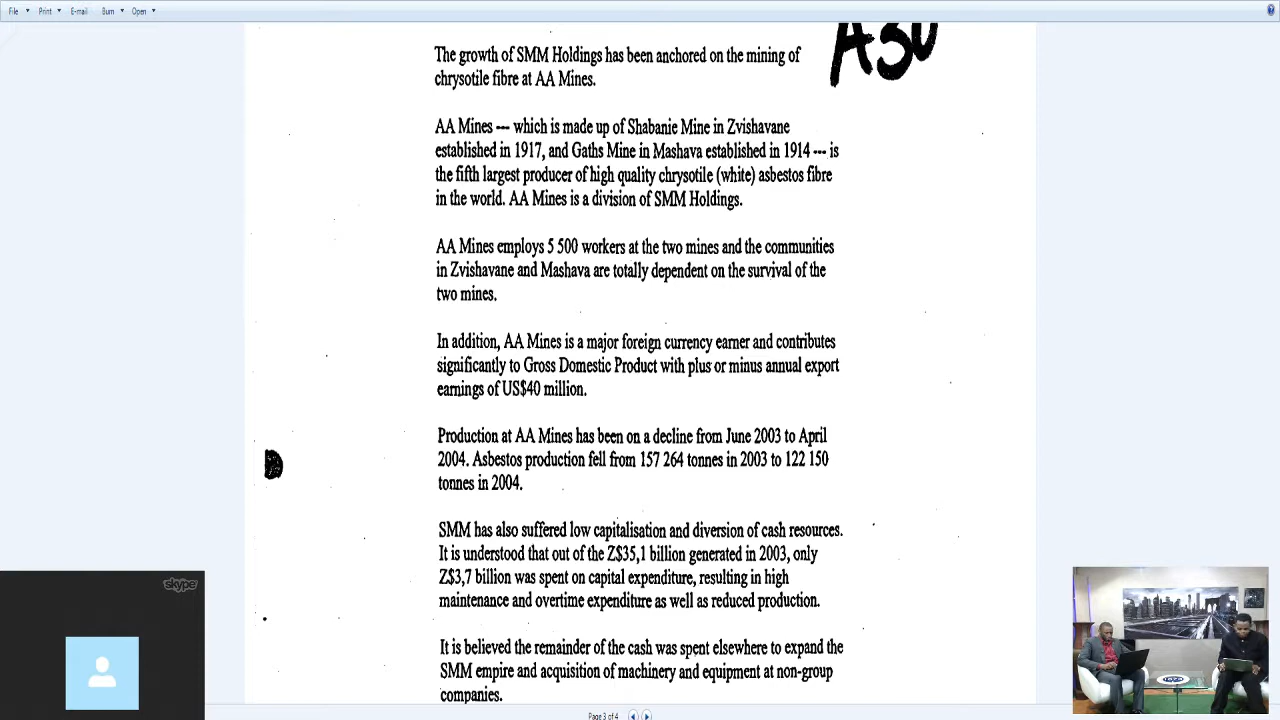 File Print E-mail Burn Open
A30
The growth of SMM Holdings has been anchored on the mining of
chrysotile fibre at AA Mines.
AA Mines --- which is made up of Shabanie Mine in Zvishavane
established in 1917, and Gaths Mine in Mashava established in 1914 --- is
the fifth largest producer of high quality chrysotile (white) asbestos fibre
in the world. AA Mines is a division of SMM Holdings.
AA Mines employs 5 500 workers at the two mines and the communities
in Zvishavane and Mashava are totally dependent on the survival of the
two mines.
In addition, AA Mines is a major foreign currency earner and contributes
significantly to Gross Domestic Product with plus or minus annual export
earnings of US$40 million.
Production at AA Mines has been on a decline from June 2003 to April
2004. Asbestos production fell from 157 264 tonnes in 2003 to 122 150
tonnes in 2004.
SMM has also suffered low capitalisation and diversion of cash resources.
It is understood that out of the Z$35,1 billion generated in 2003, only
Z$3,7 billion was spent on capital expenditure, resulting in high
maintenance and overtime expenditure as well as reduced production.
It is believed the remainder of the cash was spent elsewhere to expand the
SMM empire and acquisition of machinery and equipment at non-group
companies.
skype
Page 3 of 4